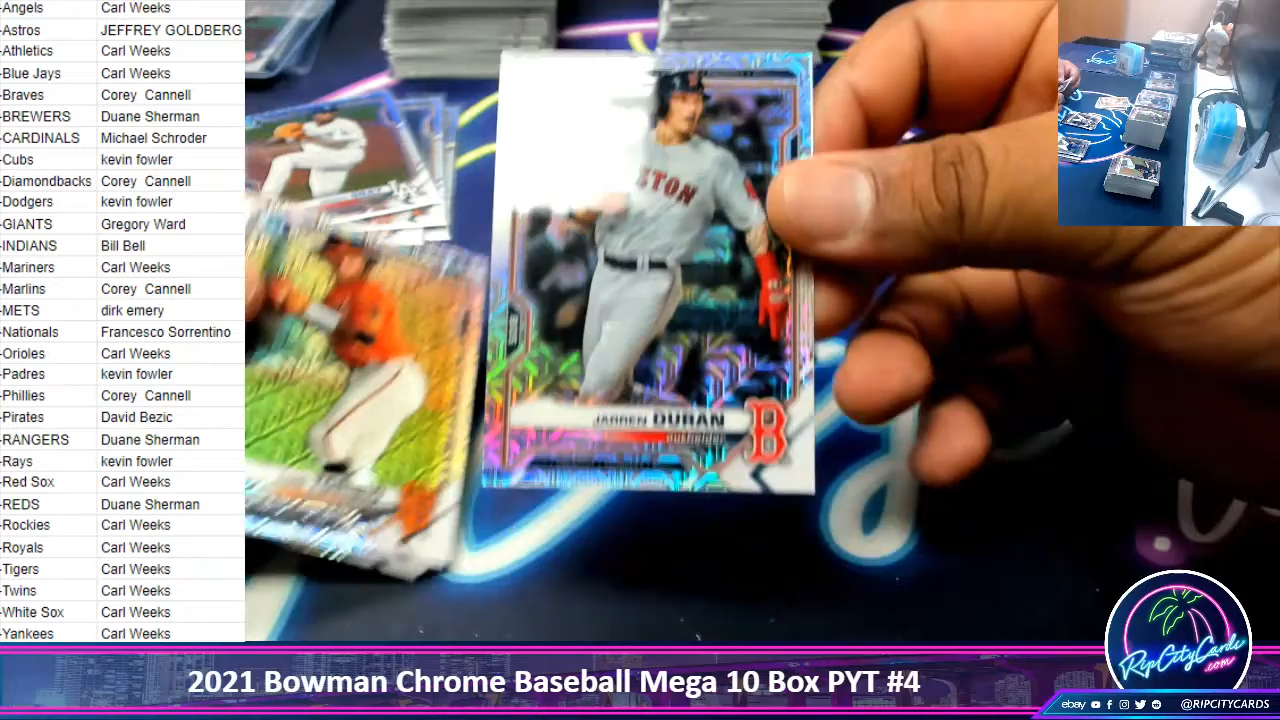 -Angels Carl Weeks
-Astros JEFFREY GOLDBERG
-Athletics Carl Weeks
-Blue Jays Carl Weeks
-Braves Corey Cannell
-BREWERS Duane Sherman
-CARDINALS Michael Schroder
-Cubs kevin fowler
-Diamondbacks Corey Cannell
-Dodgers kevin fowler
-GIANTS Gregory Ward
-INDIANS Bill Bell
-Mariners Carl Weeks
-Marlins Corey Cannell
-METS dirk emery
-Nationals Francesco Sorrentino
-Orioles Carl Weeks
-Padres kevin fowler
-Phillies Corey Cannell
-Pirates David Bezic
-RANGERS Duane Sherman
-Rays kevin fowler
-Red Sox Carl Weeks
-REDS Duane Sherman
-Rockies Carl Weeks
-Royals Carl Weeks
-Tigers Carl Weeks
-Twins Carl Weeks
-White Sox Carl Weeks
-Yankees Carl Weeks
STON
JARREN DURAN
OUTFIELDER
B
RipCityCards
.com
2021 Bowman Chrome Baseball Mega 10 Box PYT #4
ebay @RIPCITYCARDS